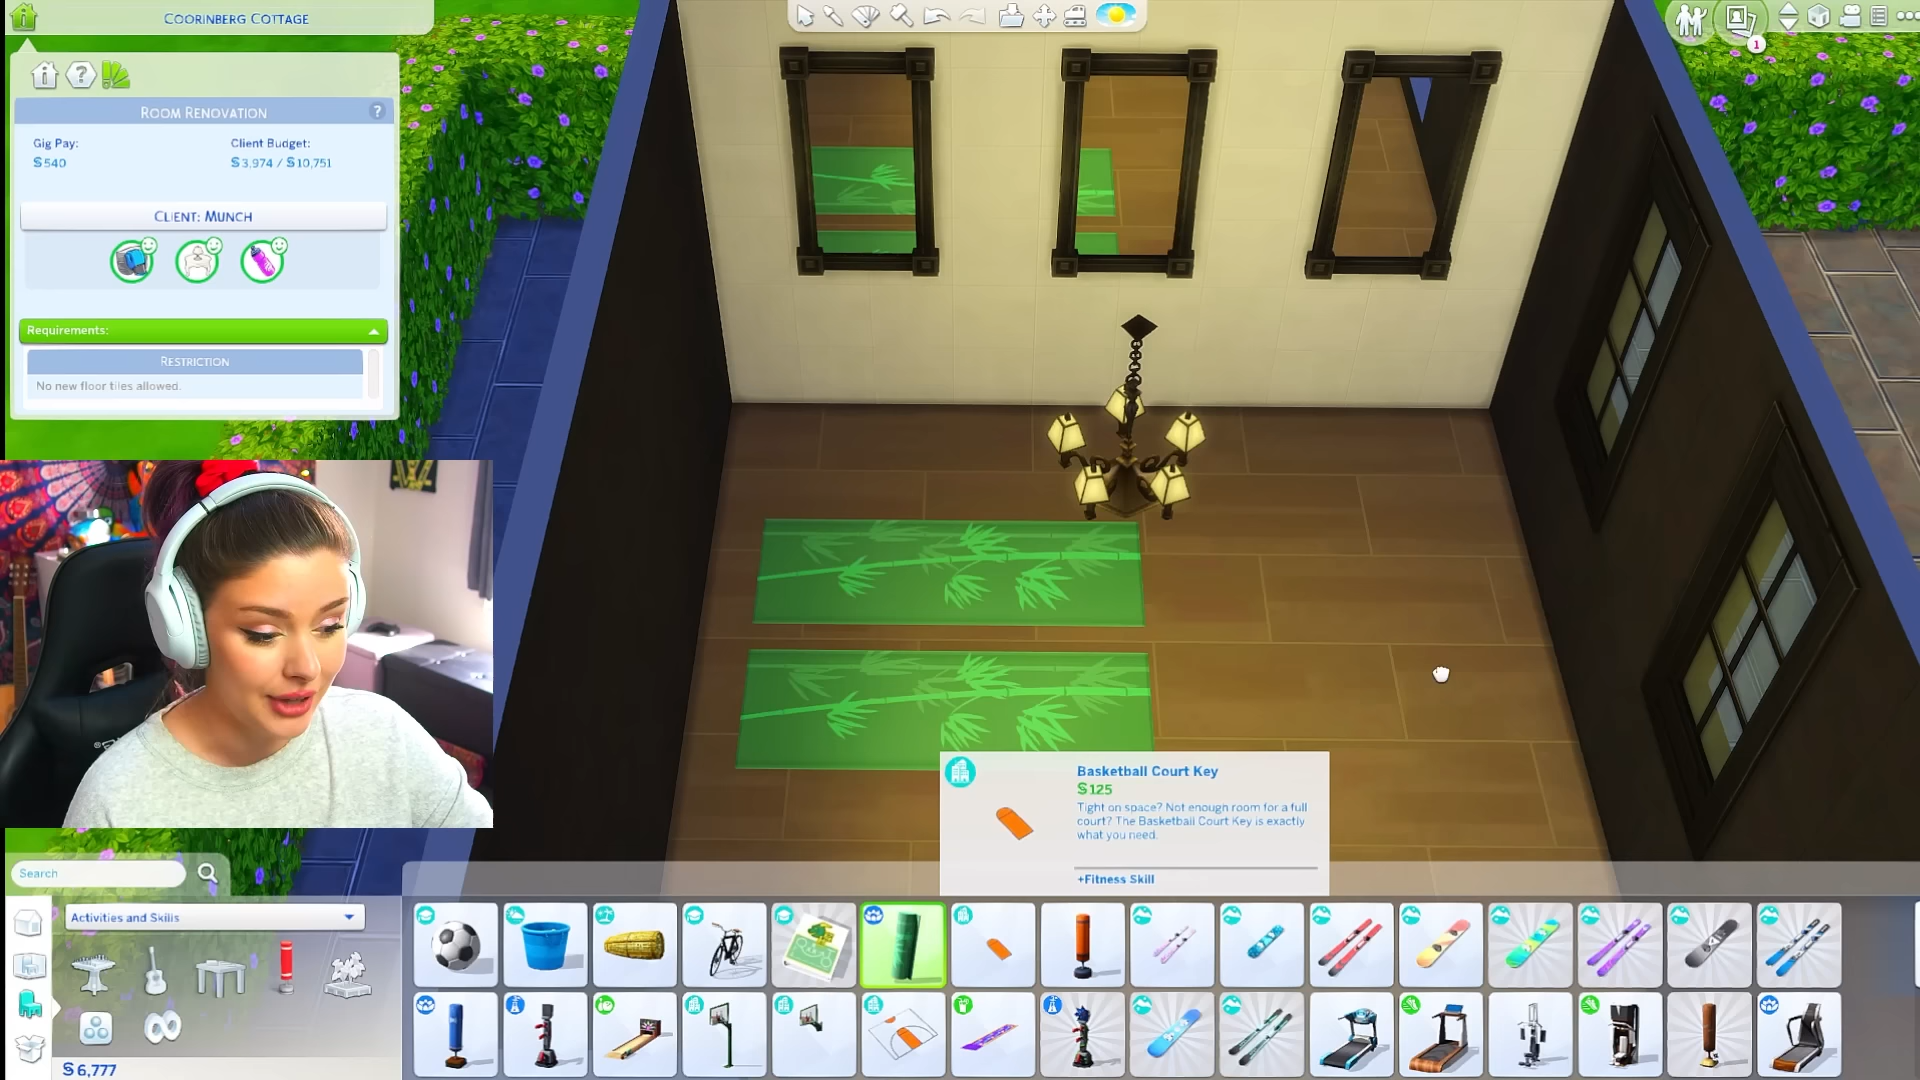 COORINBERG COTTAGE
1
ROOM RENOVATION
?
?
Gig Pay:
Client Budget:
$540
$3,974 / $10,751
CLIENT: MUNCH
Requirements:
RESTRICTION
No new floor tiles allowed.
Basketball Court Key
$125
Tight on space? Not enough room for a full
court? The Basketball Court Key is exactly
what you need.
+Fitness Skill
Search
Activities and Skills
$6,777